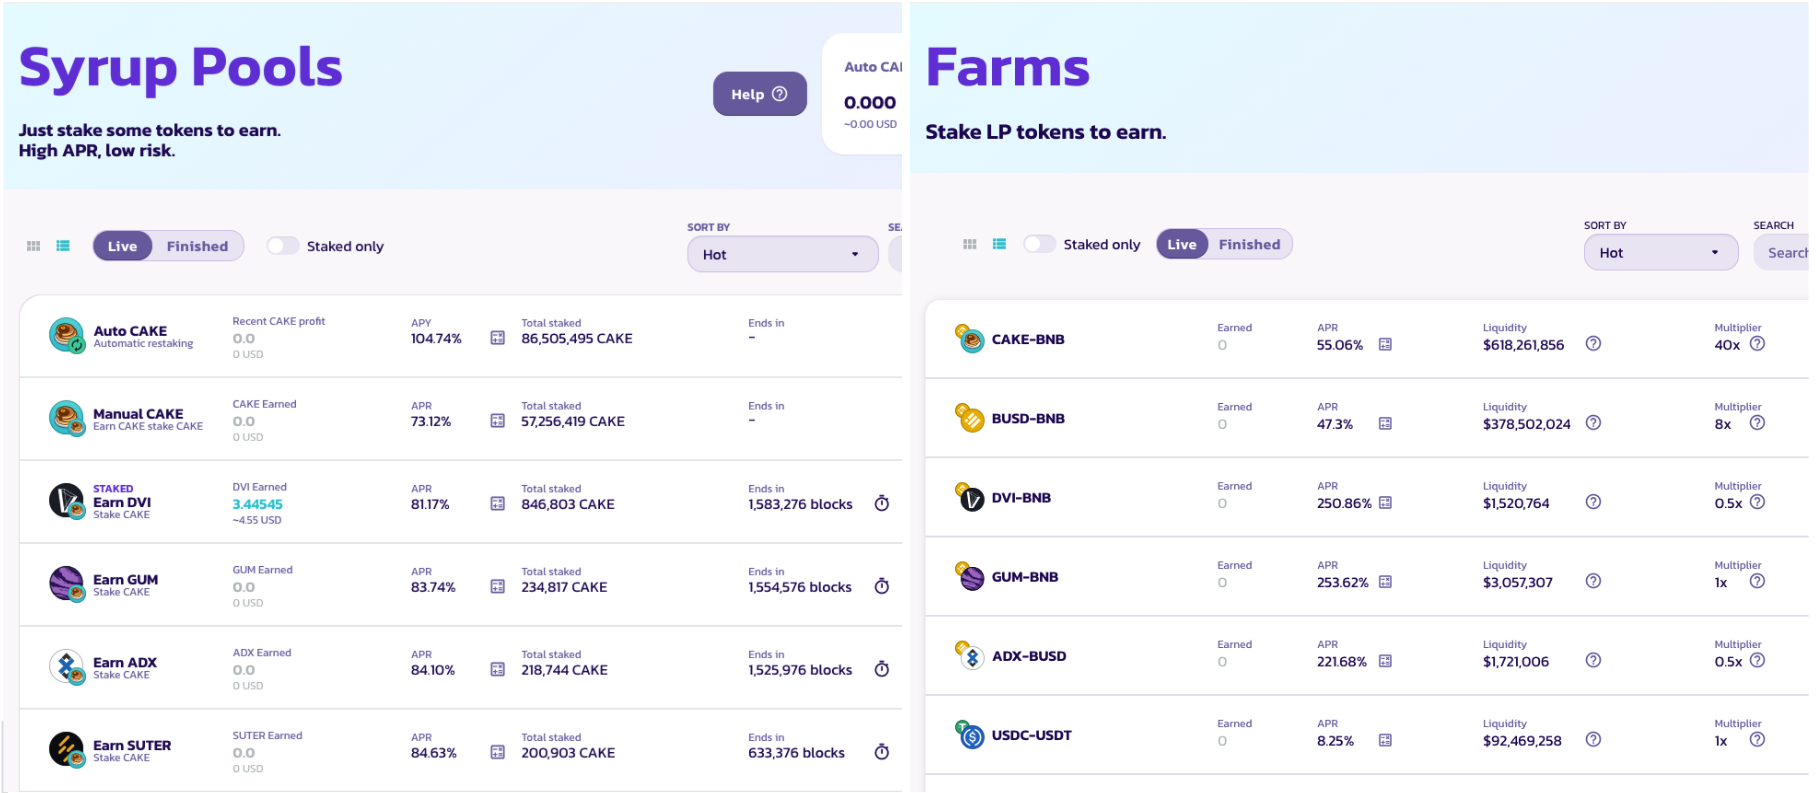 Syrup Pools
Just stake some tokens to earn.
High APR, low risk.
Help
Auto CA
0.000
~0.00 USD
Live
Finished
Staked only
SORT BY
Hot
Auto CAKE
Automatic restaking
Recent CAKE profit
0.0
0 USD
APY
104.74%
Total staked
86,505,495 CAKE
Ends in
-
Manual CAKE
Earn CAKE stake CAKE
CAKE Earned
0.0
0 USD
APR
73.12%
Total staked
57,256,419 CAKE
Ends in
-
STAKED
Earn DVI
Stake CAKE
DVI Earned
3.44545
~4.55 USD
APR
81.17%
Total staked
846,803 CAKE
Ends in
1,583,276 blocks
Earn GUM
Stake CAKE
GUM Earned
0.0
0 USD
APR
83.74%
Total staked
234,817 CAKE
Ends in
1,554,576 blocks
Earn ADX
Stake CAKE
ADX Earned
0.0
0 USD
APR
84.10%
Total staked
218,744 CAKE
Ends in
1,525,976 blocks
Earn SUTER
Stake CAKE
SUTER Earned
0.0
0 USD
APR
84.63%
Total staked
200,903 CAKE
Ends in
633,376 blocks
Farms
Stake LP tokens to earn.
Staked only
Live
Finished
SORT BY
Hot
SEARCH
Search
CAKE-BNB
Earned
0
APR
55.06%
Liquidity
$618,261,856
Multiplier
40x
BUSD-BNB
Earned
0
APR
47.3%
Liquidity
$378,502,024
Multiplier
8x
DVI-BNB
Earned
0
APR
250.86%
Liquidity
$1,520,764
Multiplier
0.5x
GUM-BNB
Earned
0
APR
253.62%
Liquidity
$3,057,307
Multiplier
1x
ADX-BUSD
Earned
0
APR
221.68%
Liquidity
$1,721,006
Multiplier
0.5x
USDC-USDT
Earned
0
APR
8.25%
Liquidity
$92,469,258
Multiplier
1x